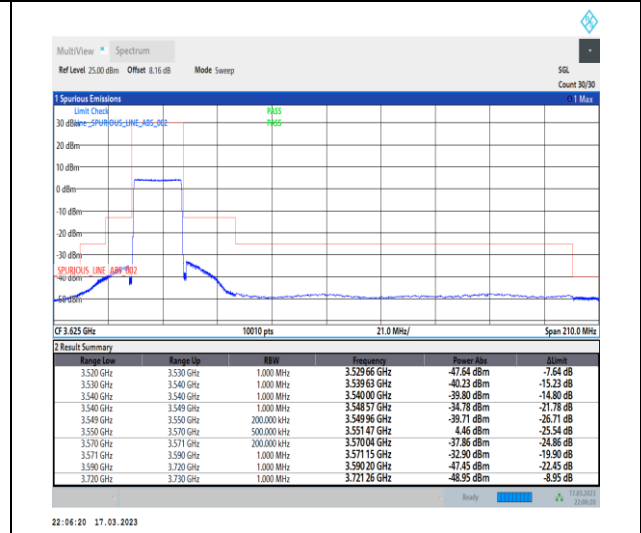 MultiView Spectrum
Ref Level 25.00 dBm Offset 8.16 dB Mode Sweep SGL
Count 30/30
1 Spurious Emissions 1 Max
Limit Check PASS
30 dBm Line _SPURIOUS_LINE_ABS_002 PASS
20 dBm
10 dBm
0 dBm
-10 dBm
-20 dBm
-30 dBm
SPURIOUS_LINE_ABS_002
-40 dBm
-50 dBm
CF 3.625 GHz 10010 pts 21.0 MHz/ Span 210.0 MHz
2 Result Summary
Range Low Range Up RBW Frequency Power Abs ΔLimit
3.520 GHz 3.530 GHz 1.000 MHz 3.529 66 GHz -47.64 dBm -7.64 dB
3.530 GHz 3.540 GHz 1.000 MHz 3.539 63 GHz -40.23 dBm -15.23 dB
3.540 GHz 3.540 GHz 1.000 MHz 3.540 00 GHz -39.80 dBm -14.80 dB
3.540 GHz 3.549 GHz 1.000 MHz 3.548 57 GHz -34.78 dBm -21.78 dB
3.549 GHz 3.550 GHz 200.000 kHz 3.549 96 GHz -39.71 dBm -26.71 dB
3.550 GHz 3.570 GHz 500.000 kHz 3.551 47 GHz 4.46 dBm -25.54 dB
3.570 GHz 3.571 GHz 200.000 kHz 3.570 04 GHz -37.86 dBm -24.86 dB
3.571 GHz 3.590 GHz 1.000 MHz 3.571 15 GHz -32.90 dBm -19.90 dB
3.590 GHz 3.720 GHz 1.000 MHz 3.590 20 GHz -47.45 dBm -22.45 dB
3.720 GHz 3.730 GHz 1.000 MHz 3.721 26 GHz -48.95 dBm -8.95 dB
Ready 17.03.2023
22:06:20
22:06:20 17.03.2023